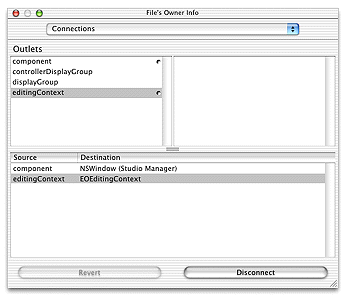 File's Owner Info
Connections
Outlets
component
controllerDisplayGroup
displayGroup
editingContext
Source Destination
component NSWindow (Studio Manager)
editingContext EOEditingContext
Revert Disconnect